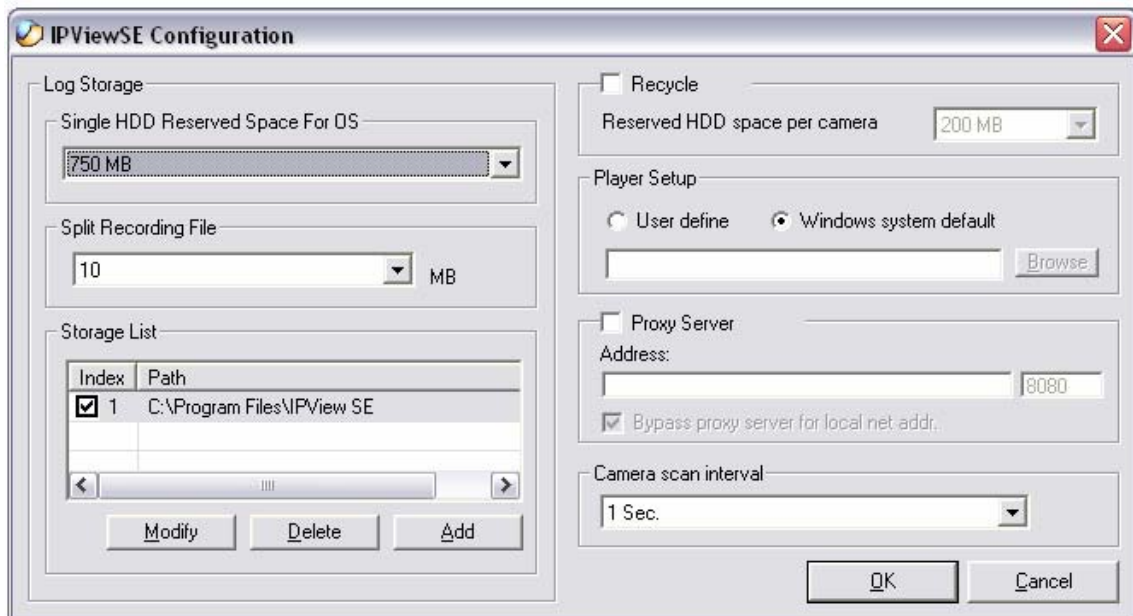 IPViewSE Configuration
Log Storage
Single HDD Reserved Space For OS
750 MB
Split Recording File
10
MB
Storage List
Index Path
1 C:\Program Files\IPView SE
Modify Delete Add
Recycle
Reserved HDD space per camera 200 MB
Player Setup
User define Windows system default
Browse
Proxy Server
Address:
8080
Bypass proxy server for local net addr.
Camera scan interval
1 Sec.
OK Cancel